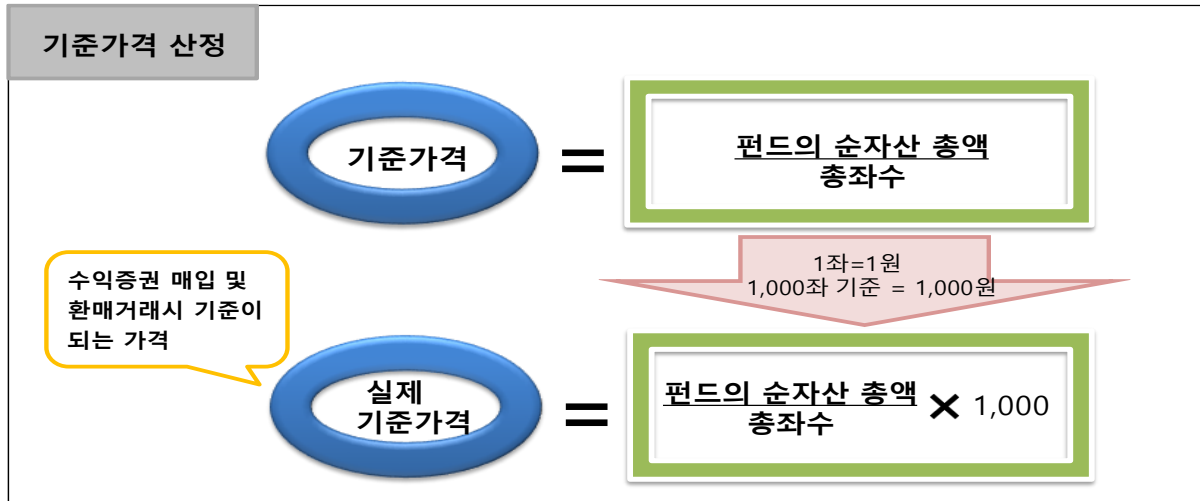 기준가격 산정
기준가격
=
펀드의 순자산 총액
총좌수
1좌=1원
1,000좌 기준 = 1,000원
수익증권 매입 및
환매거래시 기준이
되는 가격
실제
기준가격
=
펀드의 순자산 총액
총좌수
× 1,000